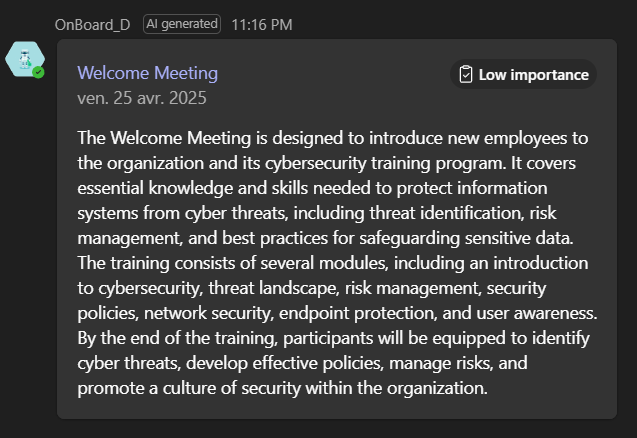 OnBoard_D AI generated 11:16 PM
Welcome Meeting
Low importance
ven. 25 avr. 2025
The Welcome Meeting is designed to introduce new employees to
the organization and its cybersecurity training program. It covers
essential knowledge and skills needed to protect information
systems from cyber threats, including threat identification, risk
management, and best practices for safeguarding sensitive data.
The training consists of several modules, including an introduction
to cybersecurity, threat landscape, risk management, security
policies, network security, endpoint protection, and user awareness.
By the end of the training, participants will be equipped to identify
cyber threats, develop effective policies, manage risks, and
promote a culture of security within the organization.